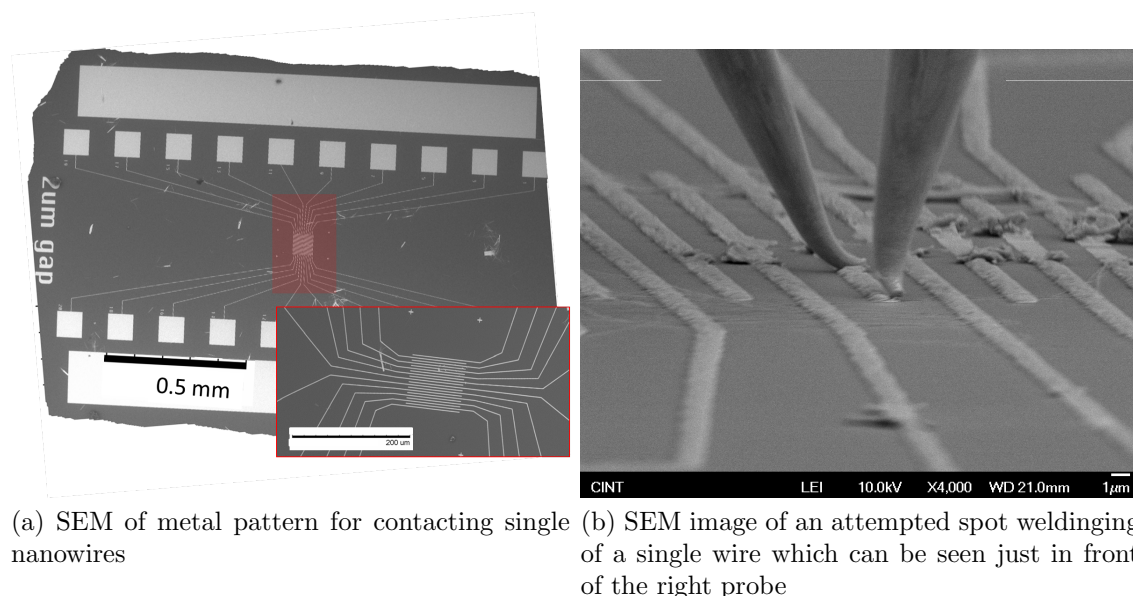 2um gap
0.5 mm
200 um
CINT LEI 10.0kV X4,000 WD 21.0mm 1µm
(a) SEM of metal pattern for contacting single
nanowires
(b) SEM image of an attempted spot weldinging
of a single wire which can be seen just in front
of the right probe